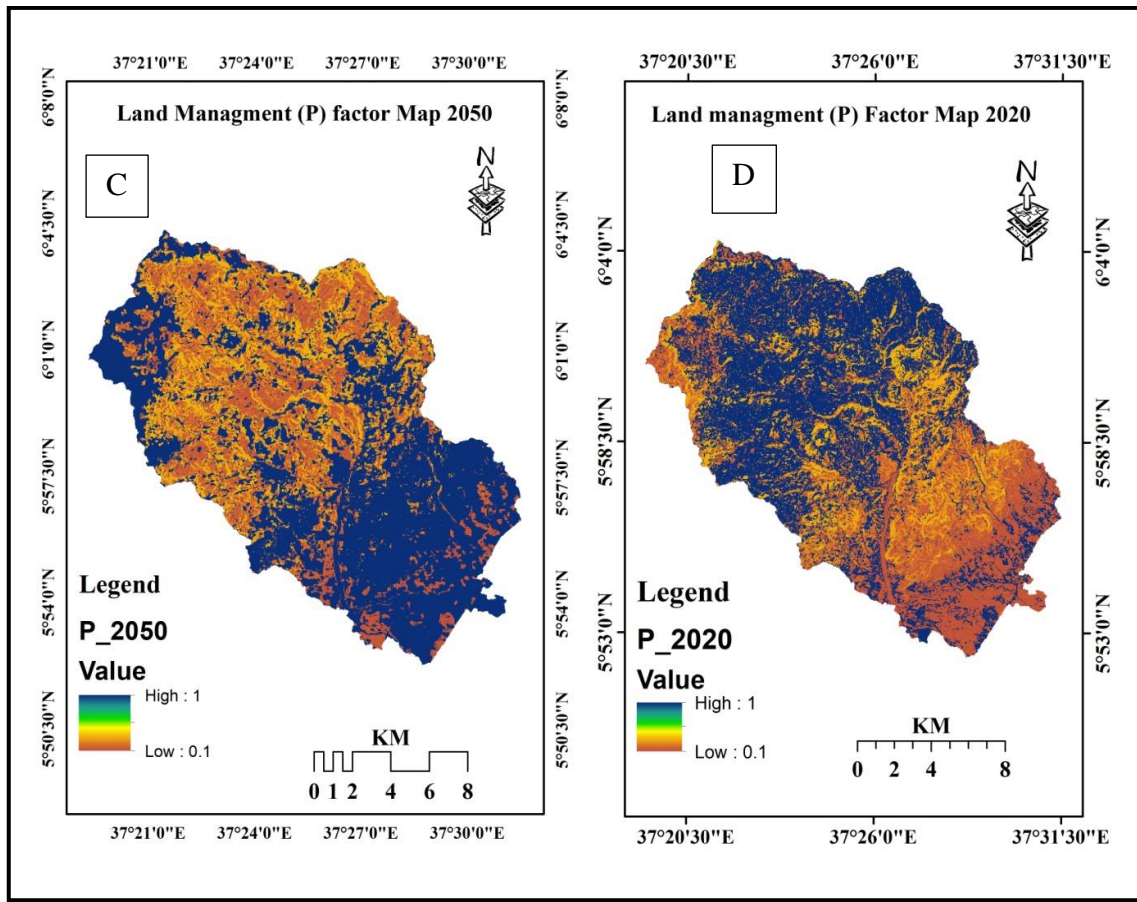 37°21'0"E 37°24'0"E 37°27'0"E 37°30'0"E
Land Managment (P) factor Map 2050
C
N
6°8'0"N
6°4'30"N
6°1'0"N
5°57'30"N
5°54'0"N
5°50'30"N
6°8'0"N
6°4'30"N
6°1'0"N
5°57'30"N
5°54'0"N
5°50'30"N
Legend
P_2050
Value
High : 1
Low : 0.1
KM
0 1 2 4 6 8
37°21'0"E 37°24'0"E 37°27'0"E 37°30'0"E
37°20'30"E 37°26'0"E 37°31'30"E
Land managment (P) Factor Map 2020
D
N
6°4'0"N
5°58'30"N
5°53'0"N
6°4'0"N
5°58'30"N
5°53'0"N
Legend
P_2020
Value
High : 1
Low : 0.1
KM
0 2 4 8
37°20'30"E 37°26'0"E 37°31'30"E